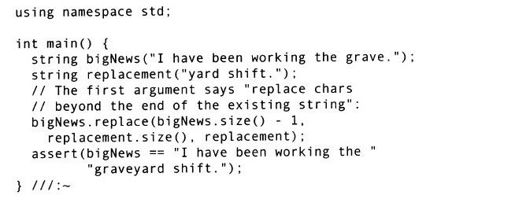 using namespace std;

int main() {
  string bigNews("I have been working the grave.");
  string replacement("yard shift.");
  // The first argument says "replace chars
  // beyond the end of the existing string":
  bigNews.replace(bigNews.size() - 1,
    replacement.size(), replacement);
  assert(bigNews == "I have been working the "
         "graveyard shift.");
} ///:~